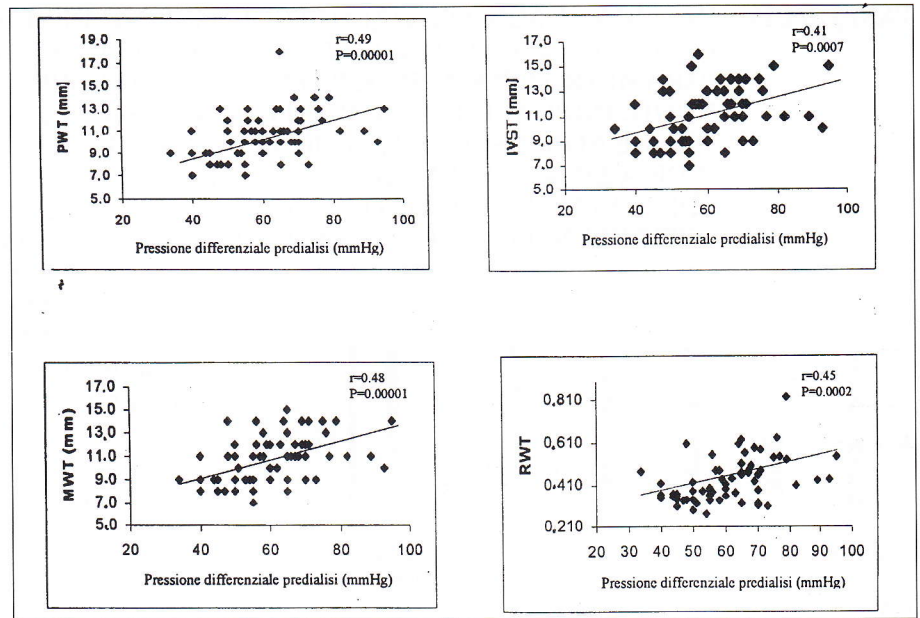 r=0.49
P=0.00001
PWT (mm)
19,0
17,0
15,0
13,0
11,0
9.0
7.0
5.0
20 40 60 80 100
Pressione differenziale predialisi (mmHg)
r=0.41
P=0.0007
IVST (mm)
17,0
15,0
13,0
11,0
9,0
7,0
5,0
20 40 60 80 100
Pressione differenziale predialisi (mmHg)
r=0.48
P=0.00001
MWT (mm)
17,0
15,0
13,0
11,0
9,0
7,0
5,0
20 40 60 80 100
Pressione differenziale predialisi (mmHg)
r=0.45
P=0.0002
RWT
0,810
0,610
0,410
0,210
20 30 40 50 60 70 80 90 100
Pressione differenziale predialisi (mmHg)